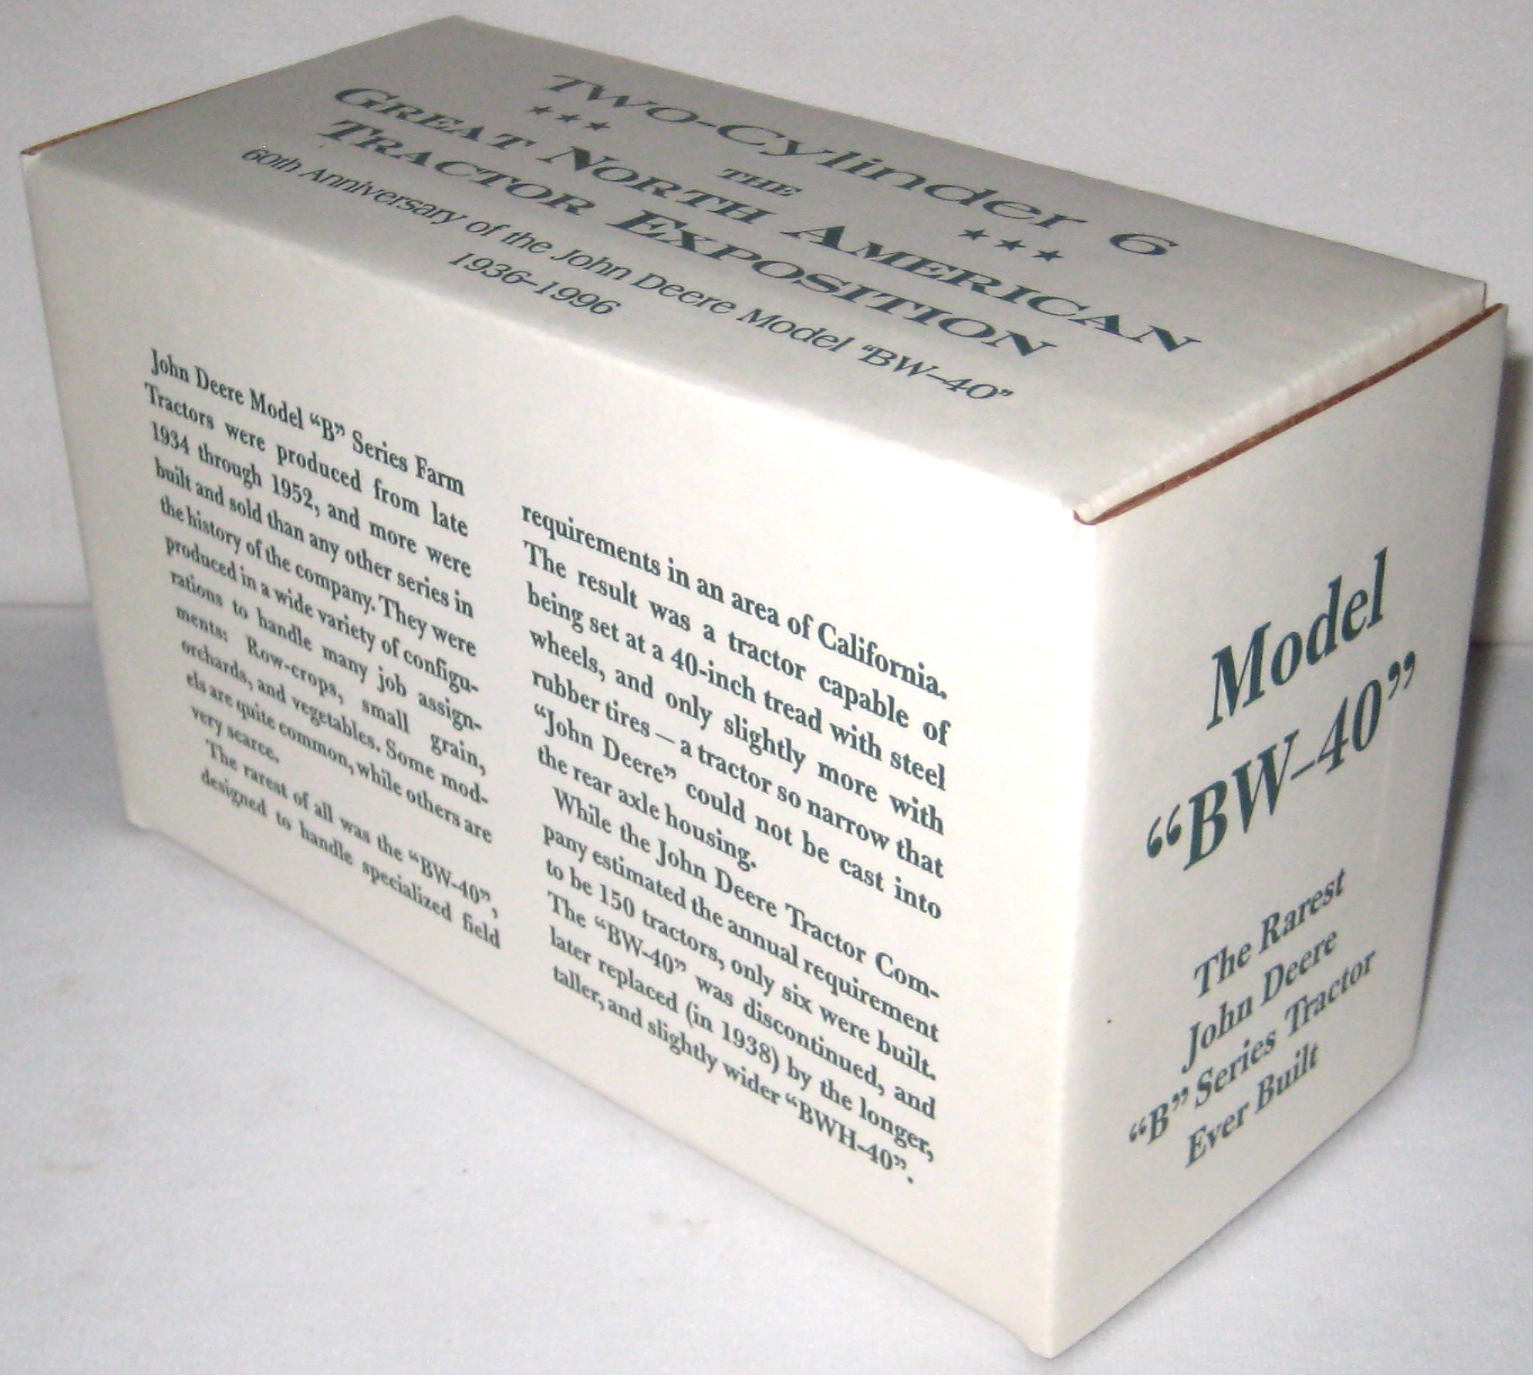 Two-Cylinder 6
★★★ THE ★★★
GREAT NORTH AMERICAN
TRACTOR EXPOSITION
60th Anniversary of the John Deere Model "BW-40"
1936-1996
John Deere Model “B” Series Farm
Tractors were produced from late
1934 through 1952, and more were
built and sold than any other series in
the history of the company. They were
produced in a wide variety of configu-
rations to handle many job assign-
ments: Row-crops, small grain,
orchards, and vegetables. Some mod-
els are quite common, while others are
very scarce.
The rarest of all was the “BW-40”,
designed to handle specialized field
requirements in an area of California.
The result was a tractor capable of
being set at a 40-inch tread with steel
wheels, and only slightly more with
rubber tires — a tractor so narrow that
“John Deere” could not be cast into
the rear axle housing.
While the John Deere Tractor Com-
pany estimated the annual requirement
to be 150 tractors, only six were built.
The “BW-40” was discontinued, and
later replaced (in 1938) by the longer,
taller, and slightly wider “BWH-40”.
Model
“BW-40”
The Rarest
John Deere
“B” Series Tractor
Ever Built